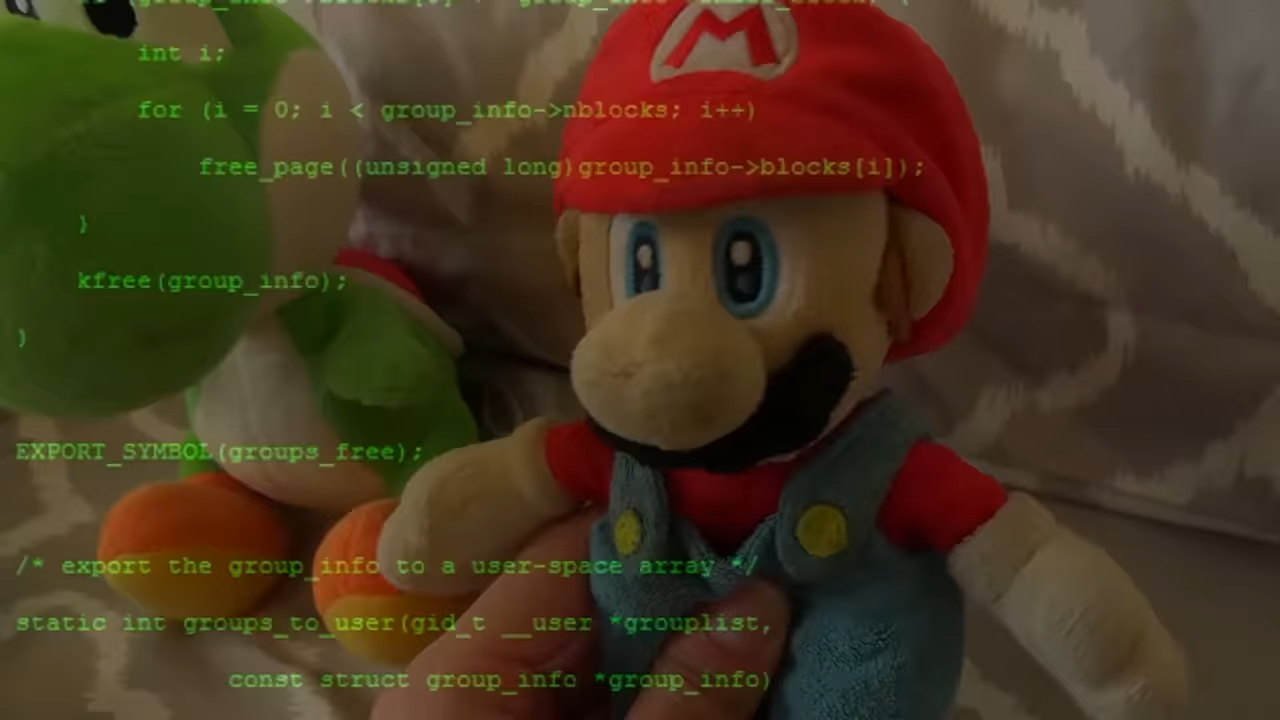 M
int i;
for (i = 0; i < group_info->nblocks; i++)
free_page((unsigned long)group_info->blocks[i]);
}
kfree(group_info);
}
EXPORT_SYMBOL(groups_free);
/* export the group_info to a user-space array */
static int groups_to_user(gid_t __user *grouplist,
const struct group_info *group_info)